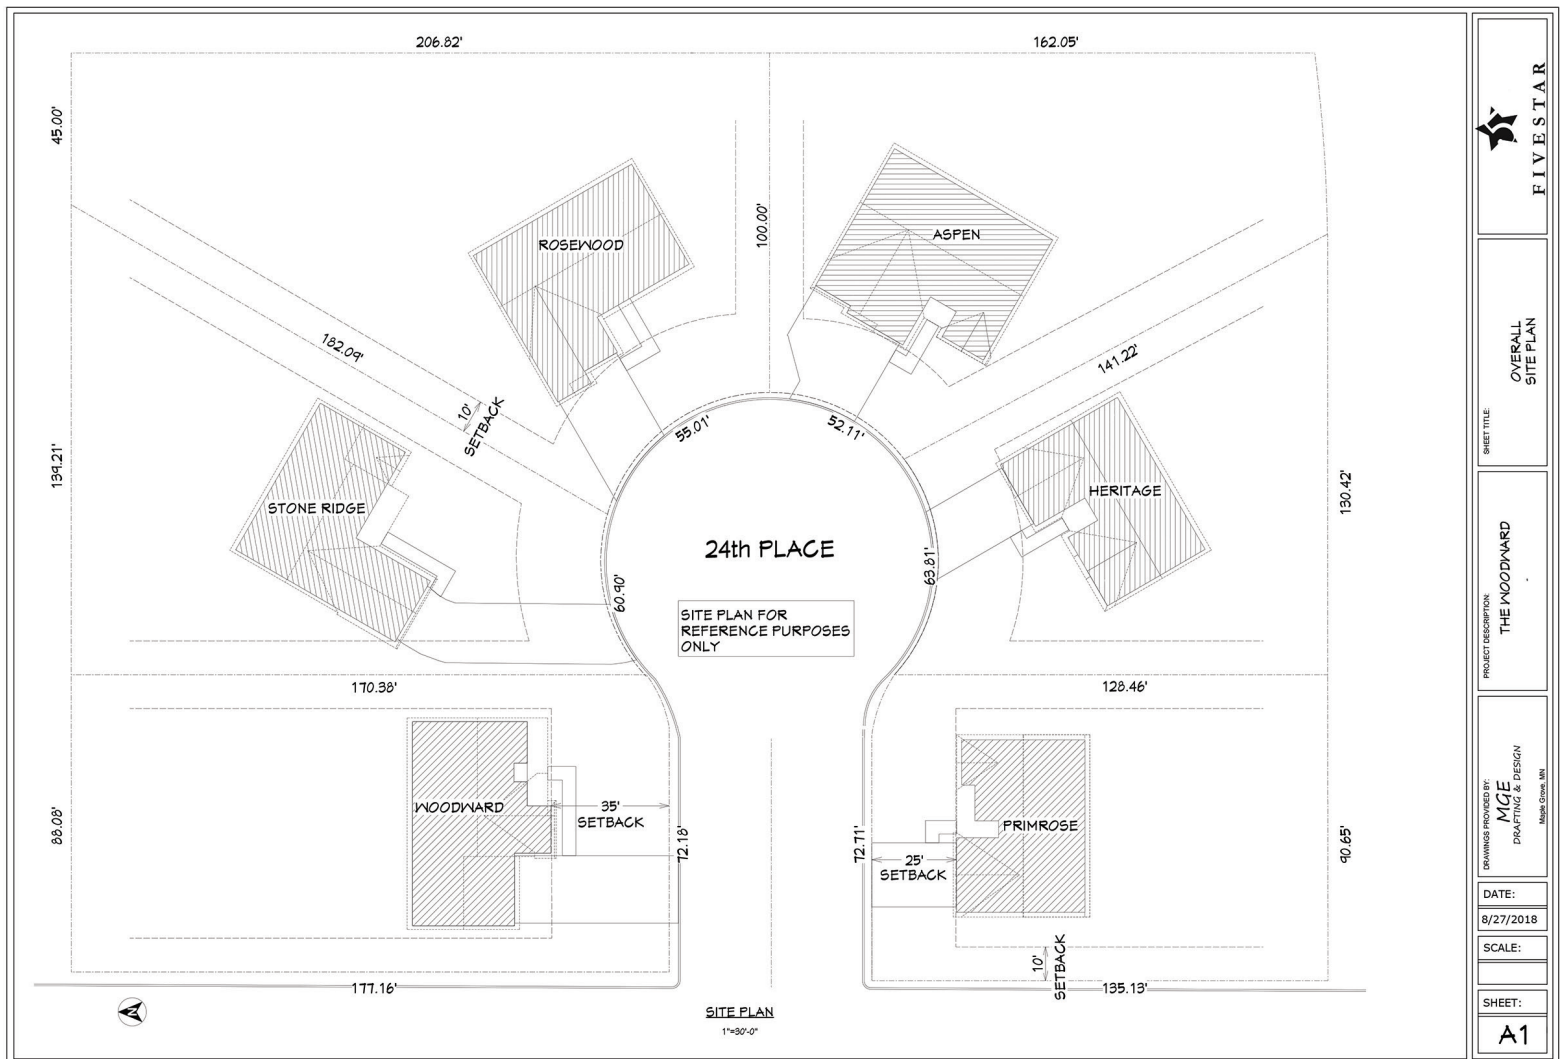 206.82'
162.05'
45.00'
100.00'
ROSEWOOD
ASPEN
182.09'
141.22'
10'
SETBACK
55.01'
52.11'
139.21'
130.42'
STONE RIDGE
HERITAGE
24th PLACE
60.90'
63.81'
SITE PLAN FOR
REFERENCE PURPOSES
ONLY
170.38'
128.46'
WOODWARD
35'
SETBACK
PRIMROSE
88.08'
72.18'
72.71'
90.65'
25'
SETBACK
10'
SETBACK
177.16'
135.13'
N
SITE PLAN
1"=30'-0"
FIVESTAR
SHEET TITLE:
OVERALL
SITE PLAN
PROJECT DESCRIPTION:
THE WOODWARD
-
DRAWINGS PROVIDED BY:
MGE
DRAFTING & DESIGN
Maple Grove, MN
DATE:
8/27/2018
SCALE:
SHEET:
A1